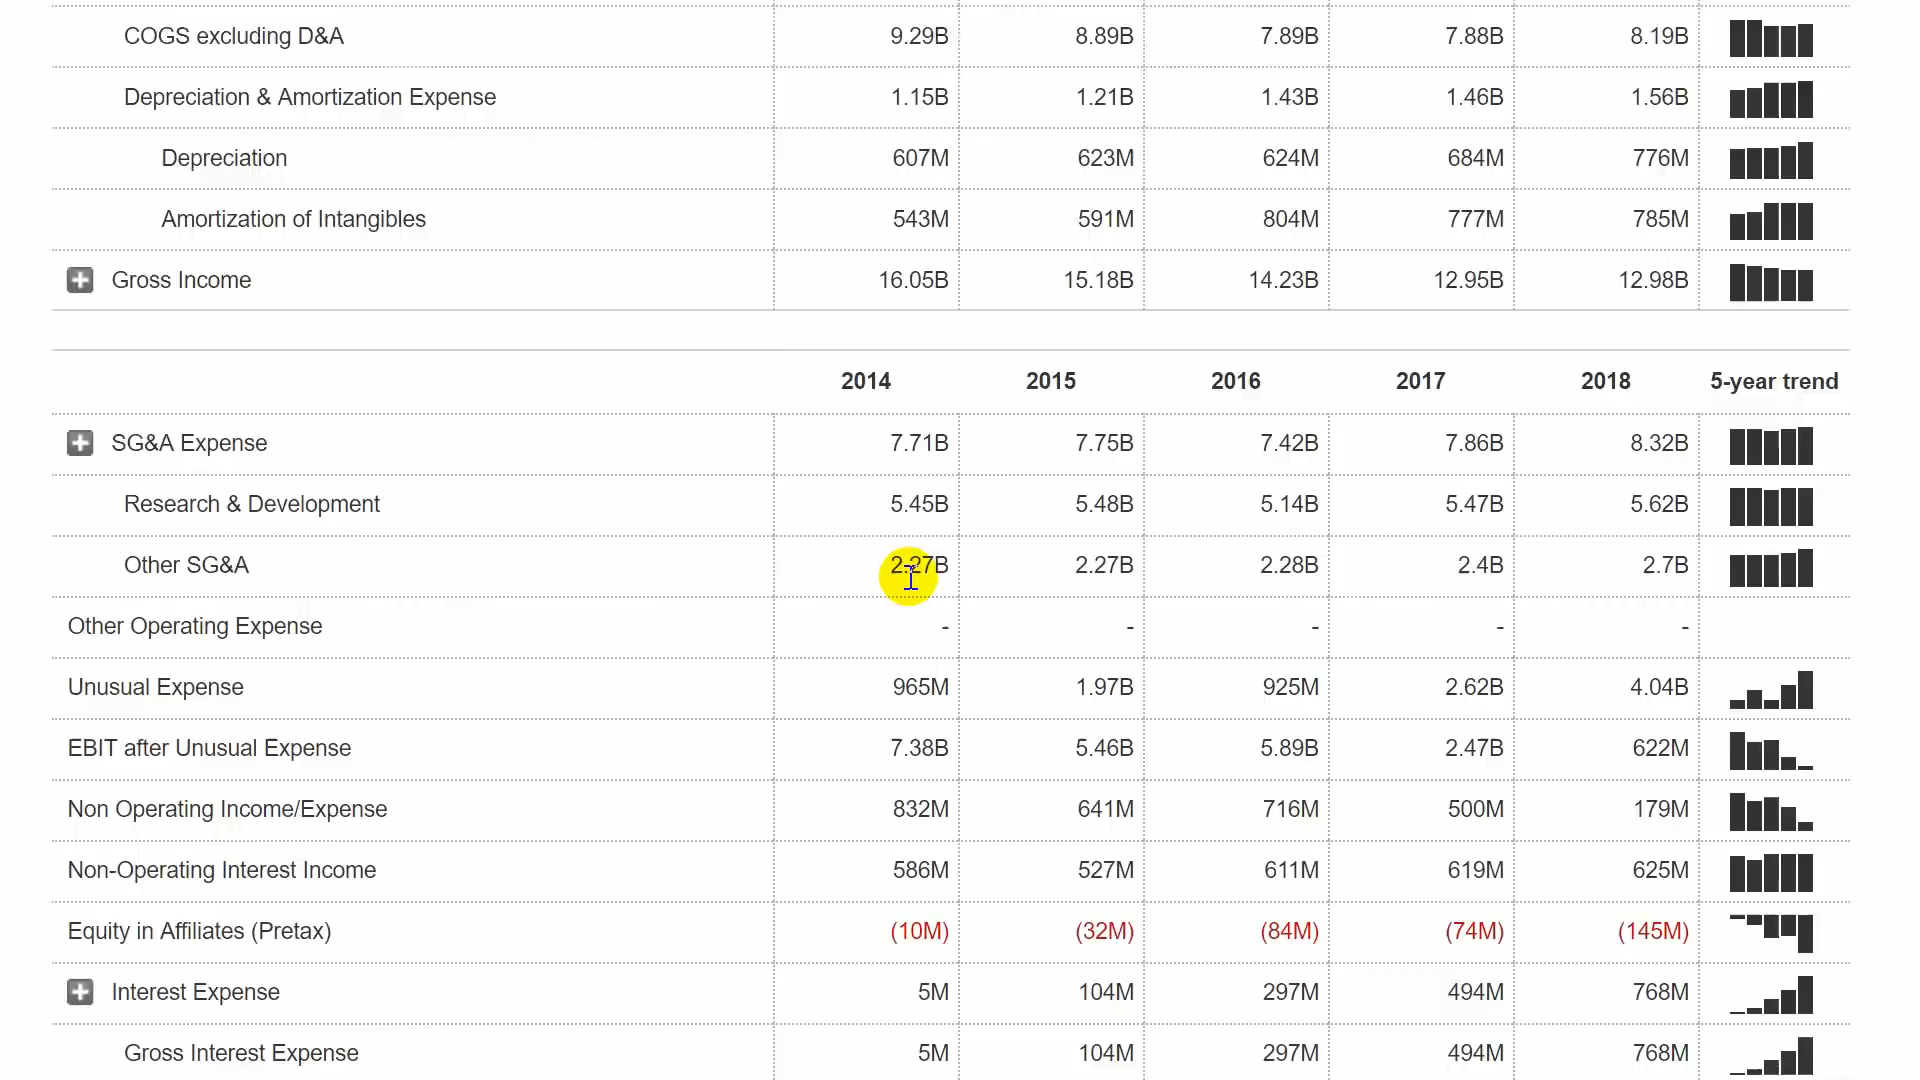 COGS excluding D&A 9.29B 8.89B 7.89B 7.88B 8.19B
Depreciation & Amortization Expense 1.15B 1.21B 1.43B 1.46B 1.56B
Depreciation 607M 623M 624M 684M 776M
Amortization of Intangibles 543M 591M 804M 777M 785M
Gross Income 16.05B 15.18B 14.23B 12.95B 12.98B
2014 2015 2016 2017 2018 5-year trend
SG&A Expense 7.71B 7.75B 7.42B 7.86B 8.32B
Research & Development 5.45B 5.48B 5.14B 5.47B 5.62B
Other SG&A 2.27B 2.27B 2.28B 2.4B 2.7B
Other Operating Expense - - - - -
Unusual Expense 965M 1.97B 925M 2.62B 4.04B
EBIT after Unusual Expense 7.38B 5.46B 5.89B 2.47B 622M
Non Operating Income/Expense 832M 641M 716M 500M 179M
Non-Operating Interest Income 586M 527M 611M 619M 625M
Equity in Affiliates (Pretax) (10M) (32M) (84M) (74M) (145M)
Interest Expense 5M 104M 297M 494M 768M
Gross Interest Expense 5M 104M 297M 494M 768M